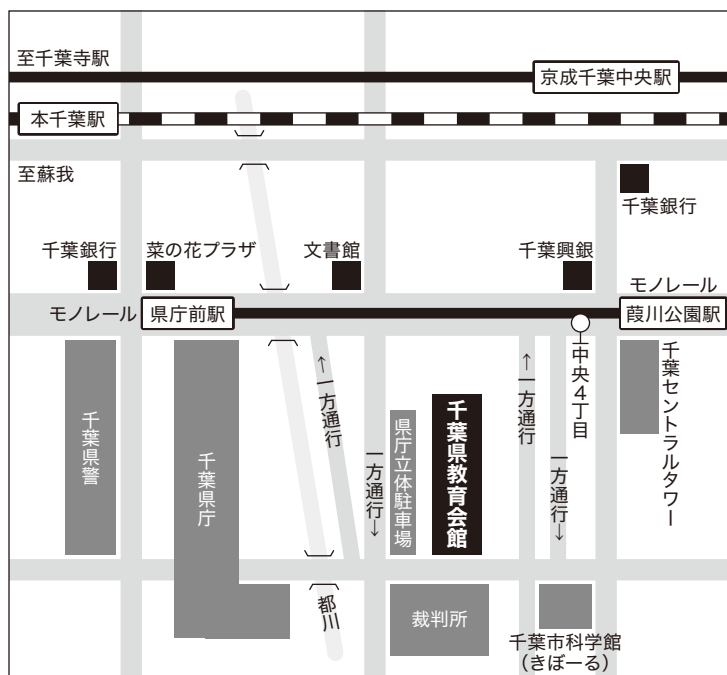 至千葉寺駅
京成千葉中央駅
本千葉駅
至蘇我
千葉銀行
千葉銀行
菜の花プラザ
文書館
千葉興銀
モノレール
モノレール
県庁前駅
葭川公園駅
中央4丁目
千葉セントラルタワー
←一方通行
←一方通行
一方通行→
一方通行→
千葉県警
千葉県庁
県庁立体駐車場
千葉県教育会館
都川
裁判所
千葉市科学館
（きぼーる）